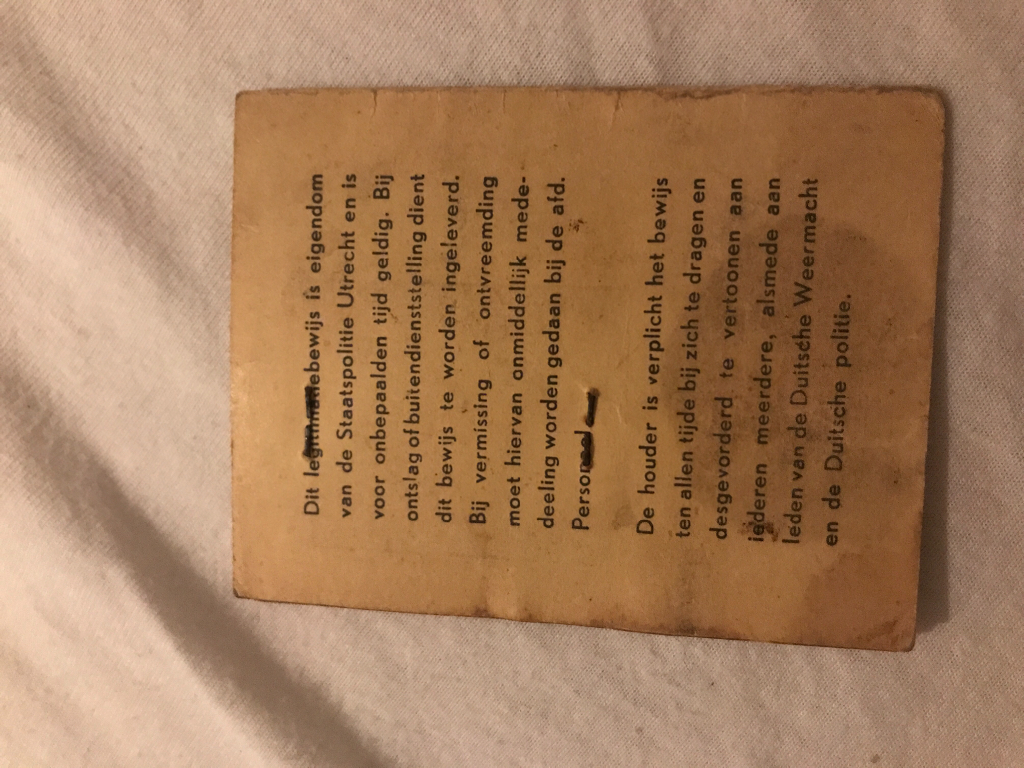 Dit legitimatiebewijs is eigendom
van de Staatspolitie Utrecht en is
voor onbepaalden tijd geldig. Bij
ontslag of buitendienststelling dient
dit bewijs te worden ingeleverd.
Bij vermissing of ontvreemding
moet hiervan onmiddellijk mede-
deeling worden gedaan bij de afd.
Personeel
De houder is verplicht het bewijs
ten allen tijde bij zich te dragen en
desgevorderd te vertoonen aan
iederen meerdere, alsmede aan
leden van de Duitsche Weermacht
en de Duitsche politie.